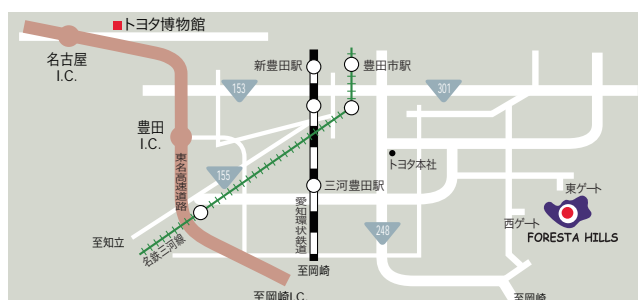 トヨタ博物館
名古屋
I.C.
新豊田駅
豊田市駅
153
301
豊田
I.C.
東名高速道路
トヨタ本社
155
三河豊田駅
東ゲート
愛知環状鉄道
西ゲート
248
FORESTA HILLS
至知立
名鉄三河線
至岡崎
至岡崎I.C.
至岡崎